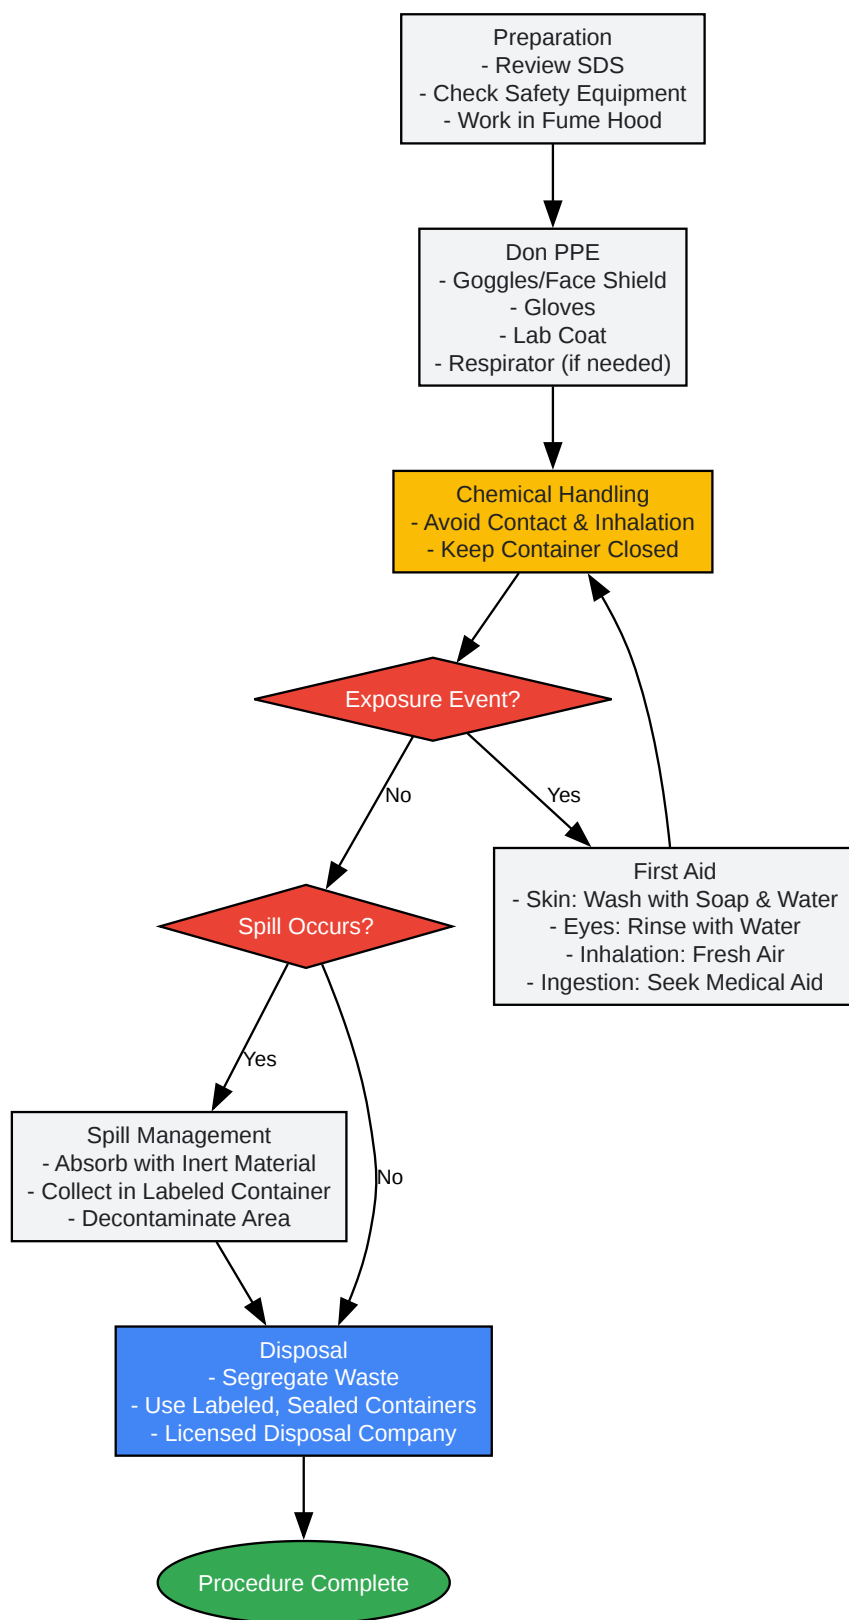 Preparation
- Review SDS
- Check Safety Equipment
- Work in Fume Hood
Don PPE
- Goggles/Face Shield
- Gloves
- Lab Coat
- Respirator (if needed)
Chemical Handling
- Avoid Contact & Inhalation
- Keep Container Closed
Exposure Event?
No
Yes
First Aid
- Skin: Wash with Soap & Water
- Eyes: Rinse with Water
- Inhalation: Fresh Air
- Ingestion: Seek Medical Aid
Spill Occurs?
Yes
No
Spill Management
- Absorb with Inert Material
- Collect in Labeled Container
- Decontaminate Area
Disposal
- Segregate Waste
- Use Labeled, Sealed Containers
- Licensed Disposal Company
Procedure Complete